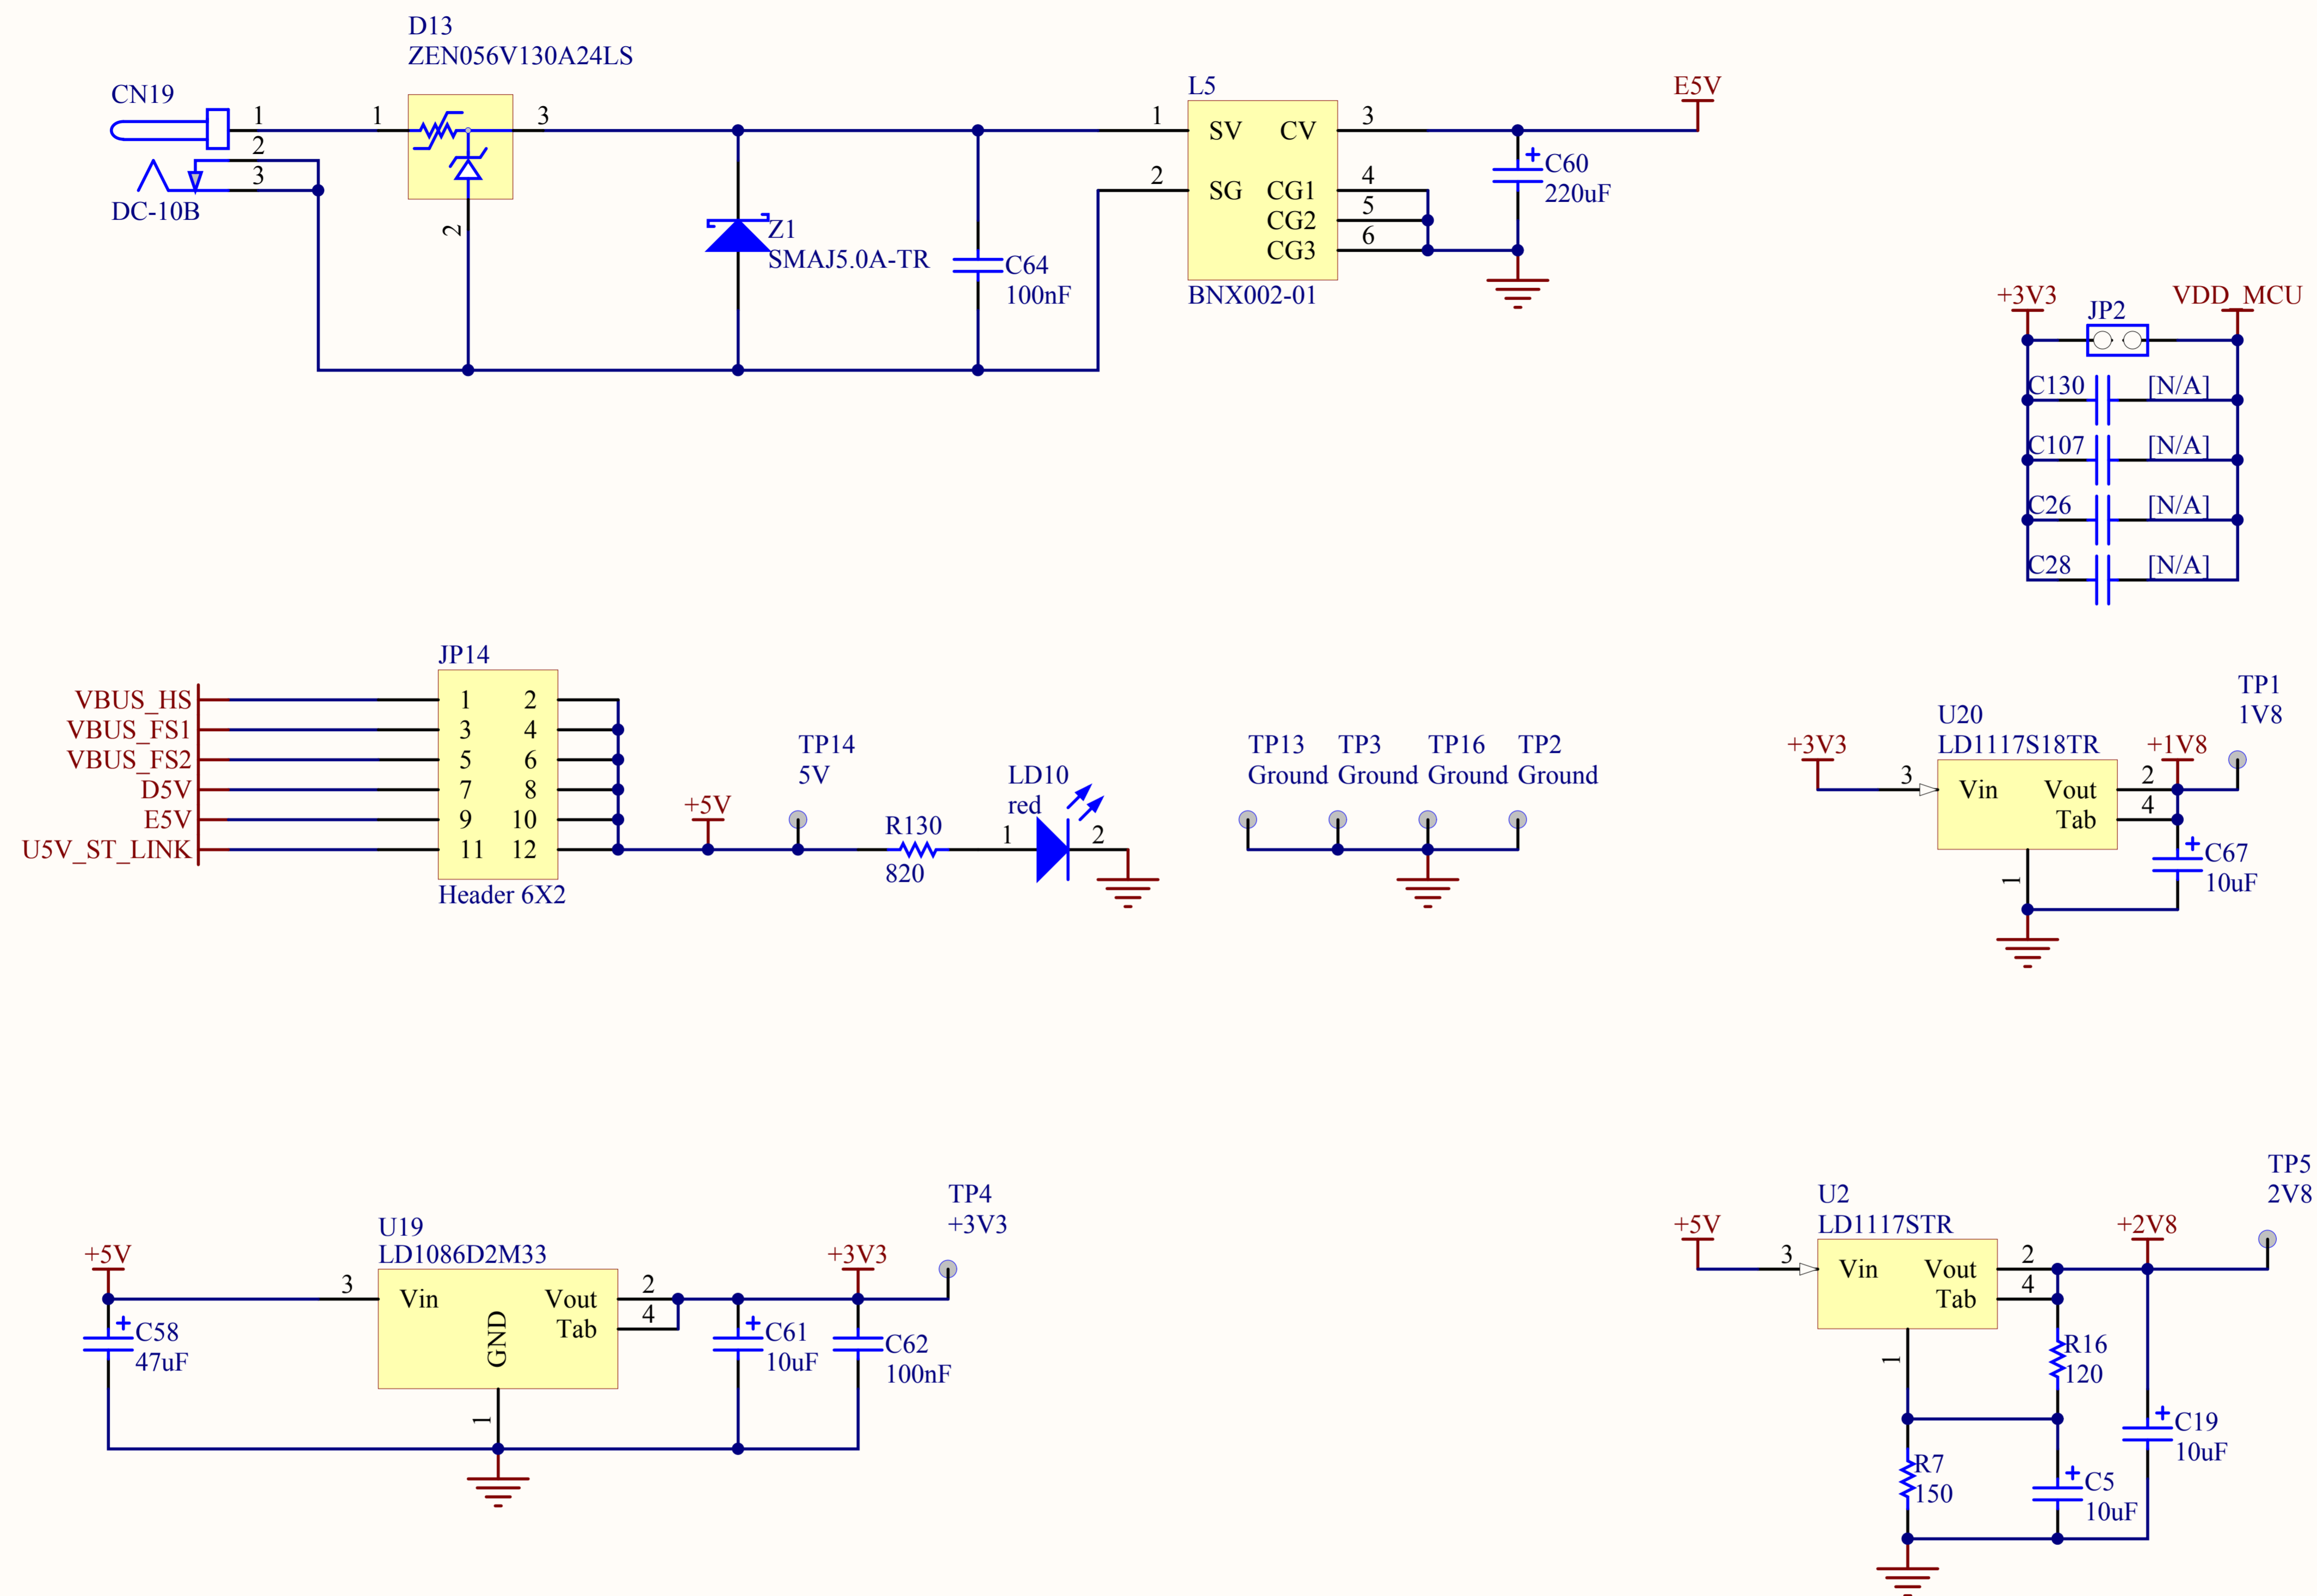 D13
ZEN056V130A24LS
CN19
1
2
3
DC-10B
1
3
2
Z1
SMAJ5.0A-TR
C64
100nF
L5
1
SV
CV
3
2
SG
CG1
4
CG2
5
CG3
6
BNX002-01
E5V
+
C60
220uF
+3V3
JP2
VDD_MCU
C130
[N/A]
C107
[N/A]
C26
[N/A]
C28
[N/A]
JP14
VBUS_HS
1
2
VBUS_FS1
3
4
VBUS_FS2
5
6
D5V
7
8
E5V
9
10
U5V_ST_LINK
11
12
Header 6X2
+5V
TP14
5V
R130
820
LD10
red
1
2
TP13
Ground
TP3
Ground
TP16
Ground
TP2
Ground
U20
LD1117S18TR
+3V3
3
Vin
Vout
2
Tab
4
1
+1V8
TP1
1V8
+
C67
10uF
U19
LD1086D2M33
+5V
3
Vin
GND
Vout
2
Tab
4
1
+
C58
47uF
+
C61
10uF
+3V3
C62
100nF
TP4
+3V3
U2
LD1117STR
+5V
3
Vin
Vout
2
Tab
4
1
+2V8
TP5
2V8
R16
120
R7
150
+
C5
10uF
+
C19
10uF